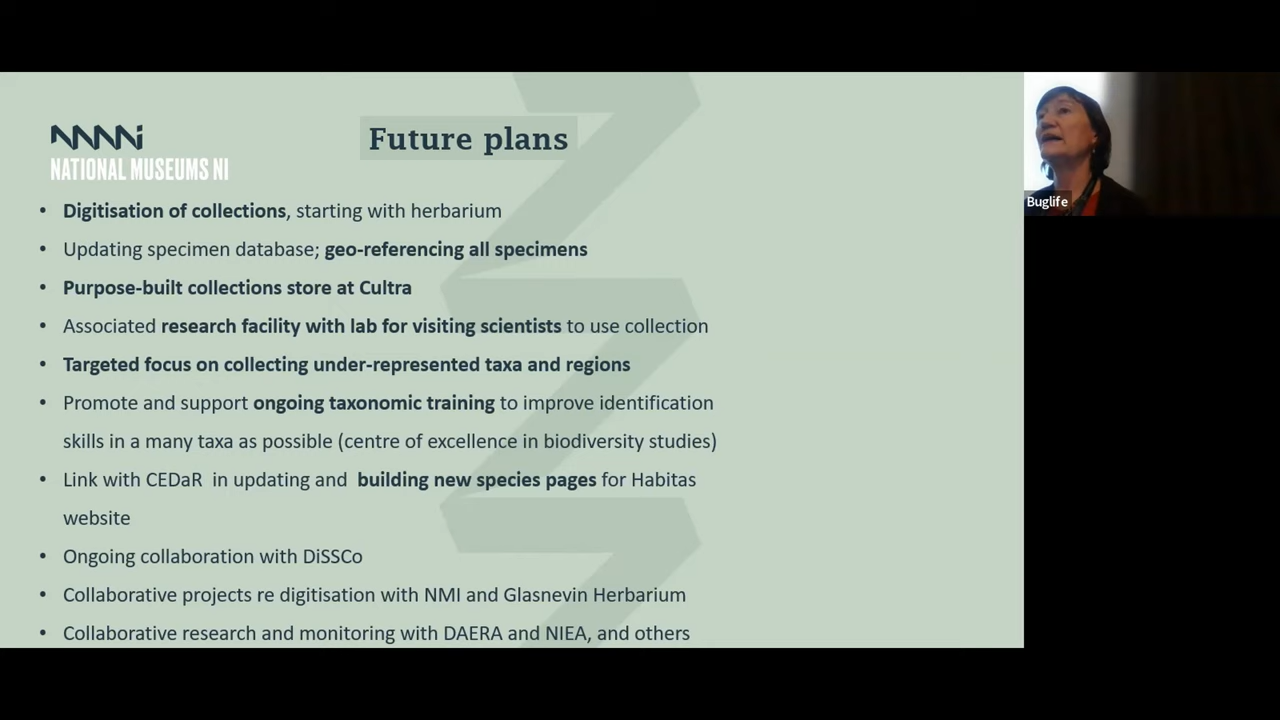 NATIONAL MUSEUMS NI
Future plans
• Digitisation of collections, starting with herbarium
• Updating specimen database; geo-referencing all specimens
• Purpose-built collections store at Cultra
• Associated research facility with lab for visiting scientists to use collection
• Targeted focus on collecting under-represented taxa and regions
• Promote and support ongoing taxonomic training to improve identification
skills in a many taxa as possible (centre of excellence in biodiversity studies)
• Link with CEDaR in updating and building new species pages for Habitas
website
• Ongoing collaboration with DiSSCo
• Collaborative projects re digitisation with NMI and Glasnevin Herbarium
• Collaborative research and monitoring with DAERA and NIEA, and others
Buglife